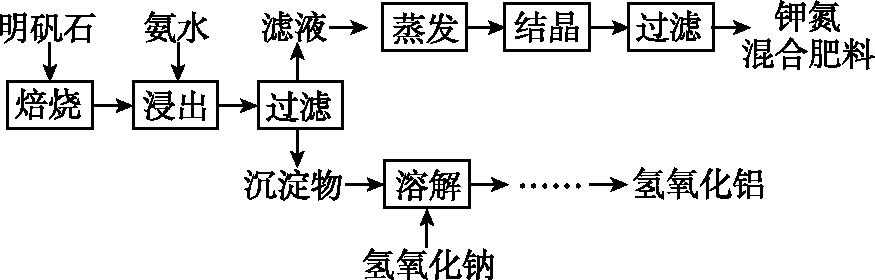 明矾石
氨水
滤液
蒸发
结晶
过滤
钾氮
混合肥料
焙烧
浸出
过滤
沉淀物
溶解
……
氢氧化铝
氢氧化钠